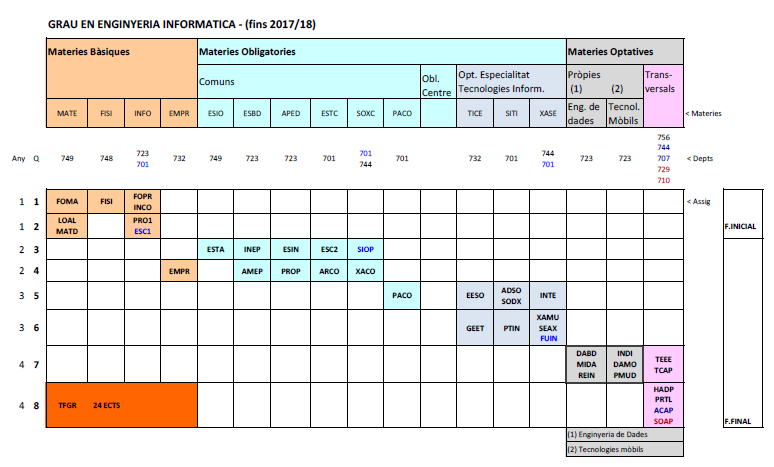 GRAU EN ENGINYERIA INFORMATICA - (fins 2017/18)
Materies Bàsiques Materies Obligatories Materies Optatives
Comuns Obl. Centre Opt. Especialitat Tecnologies Inform. Pròpies (1) (2) Trans- versals
MATE FISI INFO EMPR ESIO ESBD APED ESTC SOXC PACO TICE SITI XASE Eng. de dades Tecnol. Mòbils < Materies
Any Q 749 748 723 701 732 749 723 723 701 701 744 701 732 701 744 701 723 723 756 744 707 729 710 < Depts
1 1 FOMA FISI FOPR INCO < Assig
1 2 LOAL MATD PRO1 ESC1 F.INICIAL
2 3 ESTA INEP ESIN ESC2 SIOP
2 4 EMPR AMEP PROP ARCO XACO
3 5 PACO EESO ADSO SODX INTE
3 6 GEET PTIN XAMU SEAX FUIN
4 7 DABD MIDA REIN INDI DAMO PMUD TEEE TCAP
4 8 TFGR 24 ECTS HADP PRTL ACAP SOAP F.FINAL
(1) Enginyeria de Dades
(2) Tecnologies mòbils